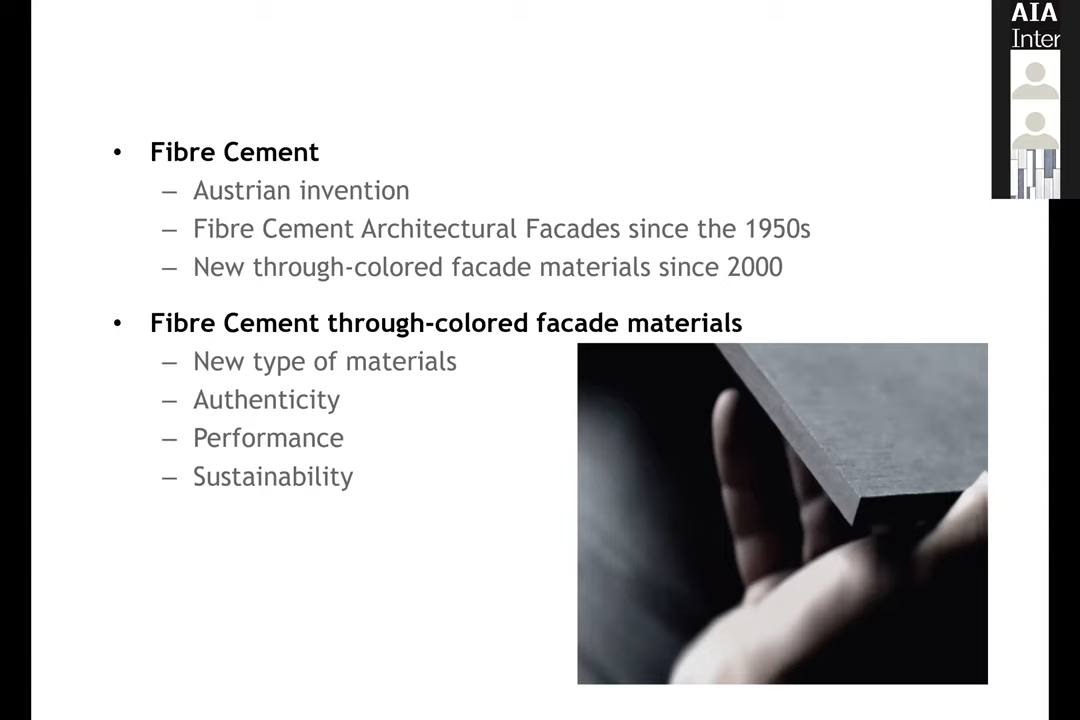 AIA
Inter
• Fibre Cement
– Austrian invention
– Fibre Cement Architectural Facades since the 1950s
– New through-colored facade materials since 2000
• Fibre Cement through-colored facade materials
– New type of materials
– Authenticity
– Performance
– Sustainability